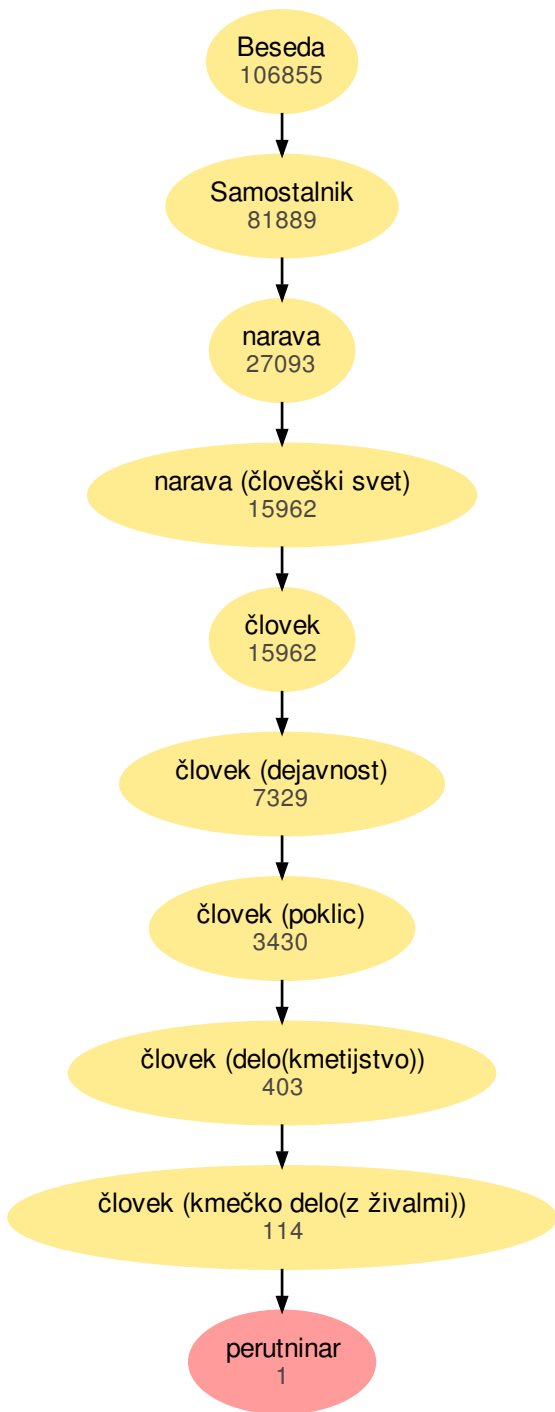 Beseda
106855
Samostalnik
81889
narava
27093
narava (človeški svet)
15962
človek
15962
človek (dejavnost)
7329
človek (poklic)
3430
človek (delo(kmetijstvo))
403
človek (kmečko delo(z živalmi))
114
perutninar
1